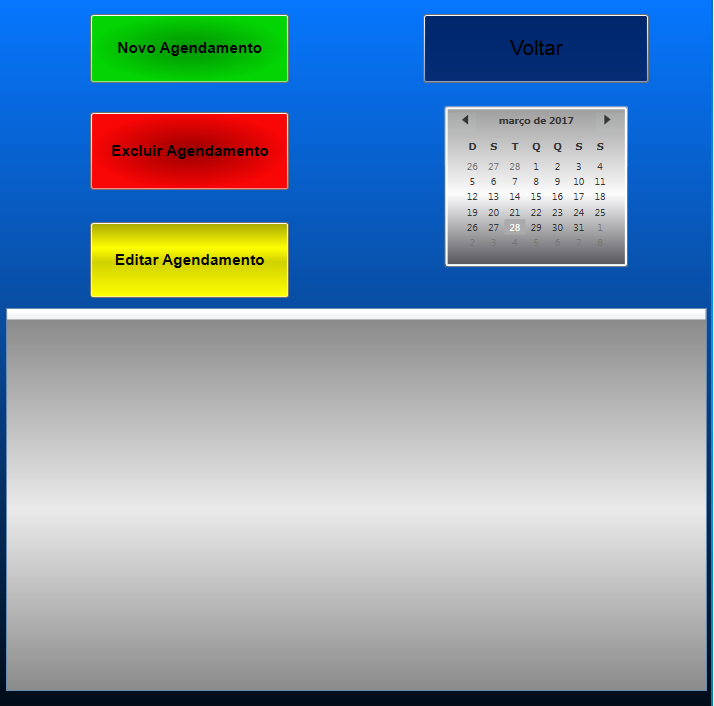 Novo Agendamento
Voltar
Excluir Agendamento
março de 2017
D S T Q Q S S
26 27 28 1 2 3 4
5 6 7 8 9 10 11
12 13 14 15 16 17 18
19 20 21 22 23 24 25
26 27 28 29 30 31 1
2 3 4 5 6 7 8
Editar Agendamento